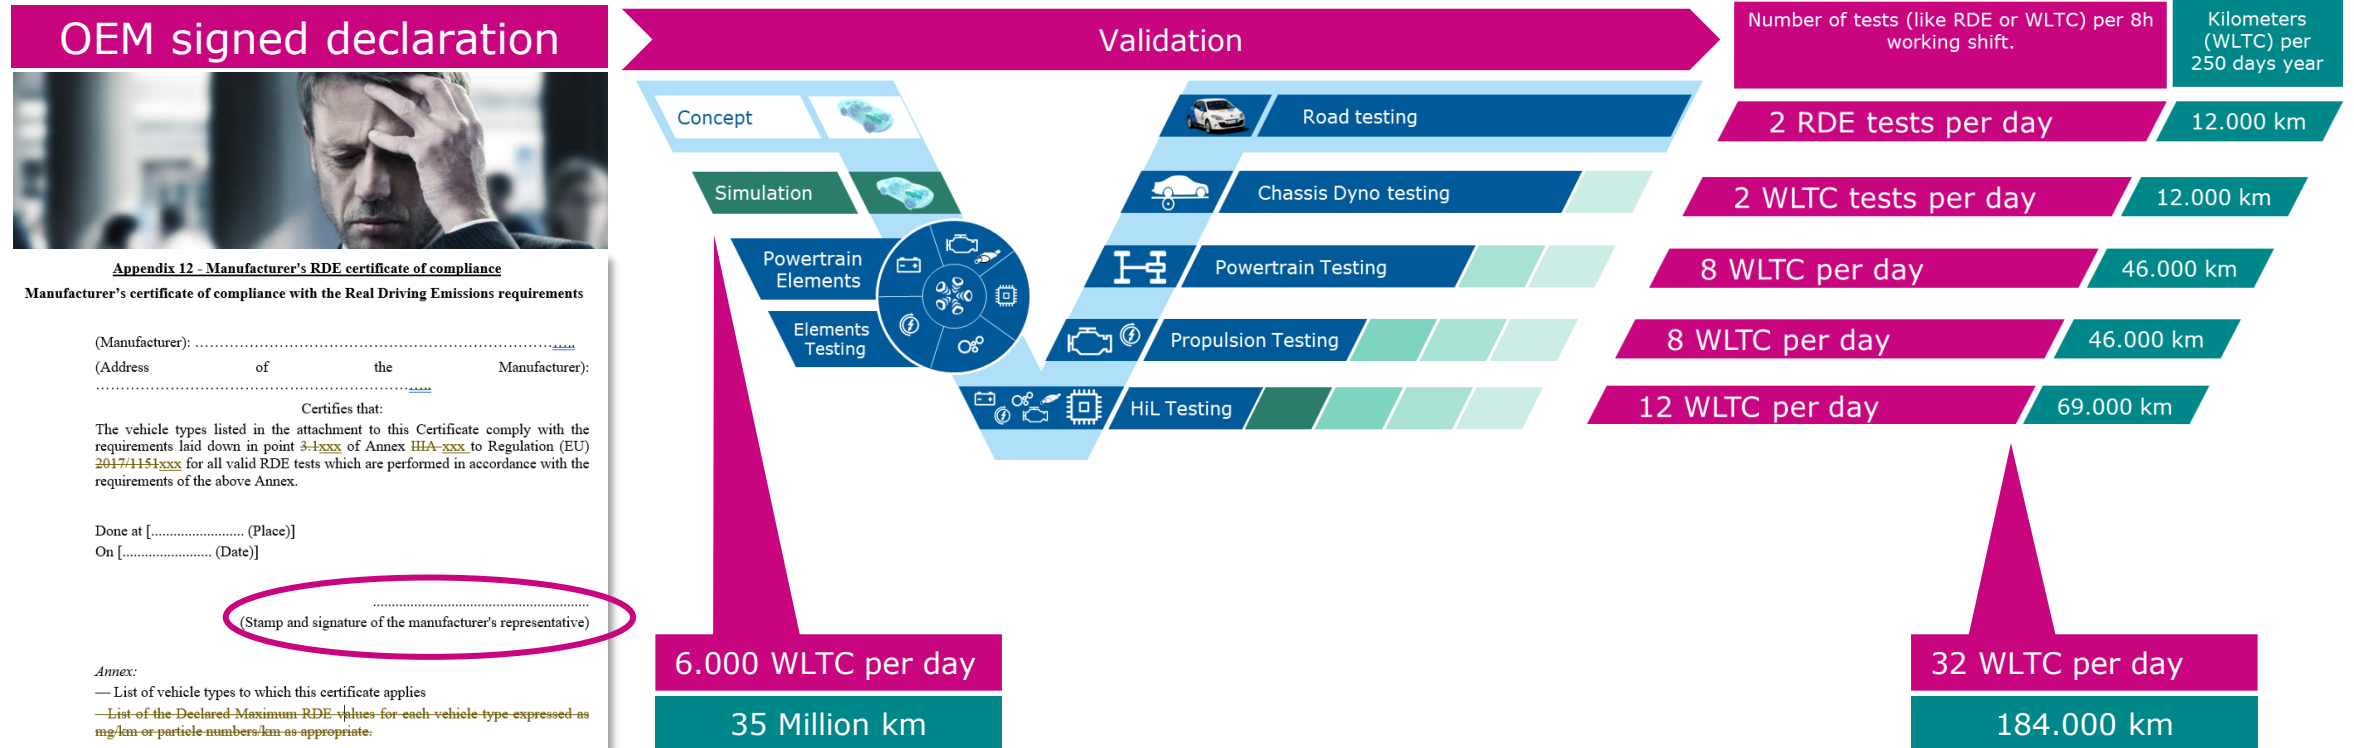 OEM signed declaration
Appendix 12 - Manufacturer's RDE certificate of compliance
Manufacturer's certificate of compliance with the Real Driving Emissions requirements
(Manufacturer): ..............................................................................
(Address of the Manufacturer):
..............................................................................
Certifies that:
The vehicle types listed in the attachment to this Certificate comply with the
requirements laid down in point 3.1xxx of Annex IIIA xxx to Regulation (EU)
2017/1151xxx for all valid RDE tests which are performed in accordance with the
requirements of the above Annex.
Done at [......................... (Place)]
On [......................... (Date)]
..........................................................
(Stamp and signature of the manufacturer's representative)
Annex:
— List of vehicle types to which this certificate applies
—List of the Declared Maximum RDE values for each vehicle type expressed as
mg/km or particle numbers/km as appropriate.
Validation
Concept
Simulation
Powertrain
Elements
Elements
Testing
Road testing
Chassis Dyno testing
Powertrain Testing
Propulsion Testing
HiL Testing
Number of tests (like RDE or WLTC) per 8h
working shift.
Kilometers
(WLTC) per
250 days year
2 RDE tests per day
12.000 km
2 WLTC tests per day
12.000 km
8 WLTC per day
46.000 km
8 WLTC per day
46.000 km
12 WLTC per day
69.000 km
6.000 WLTC per day
35 Million km
32 WLTC per day
184.000 km